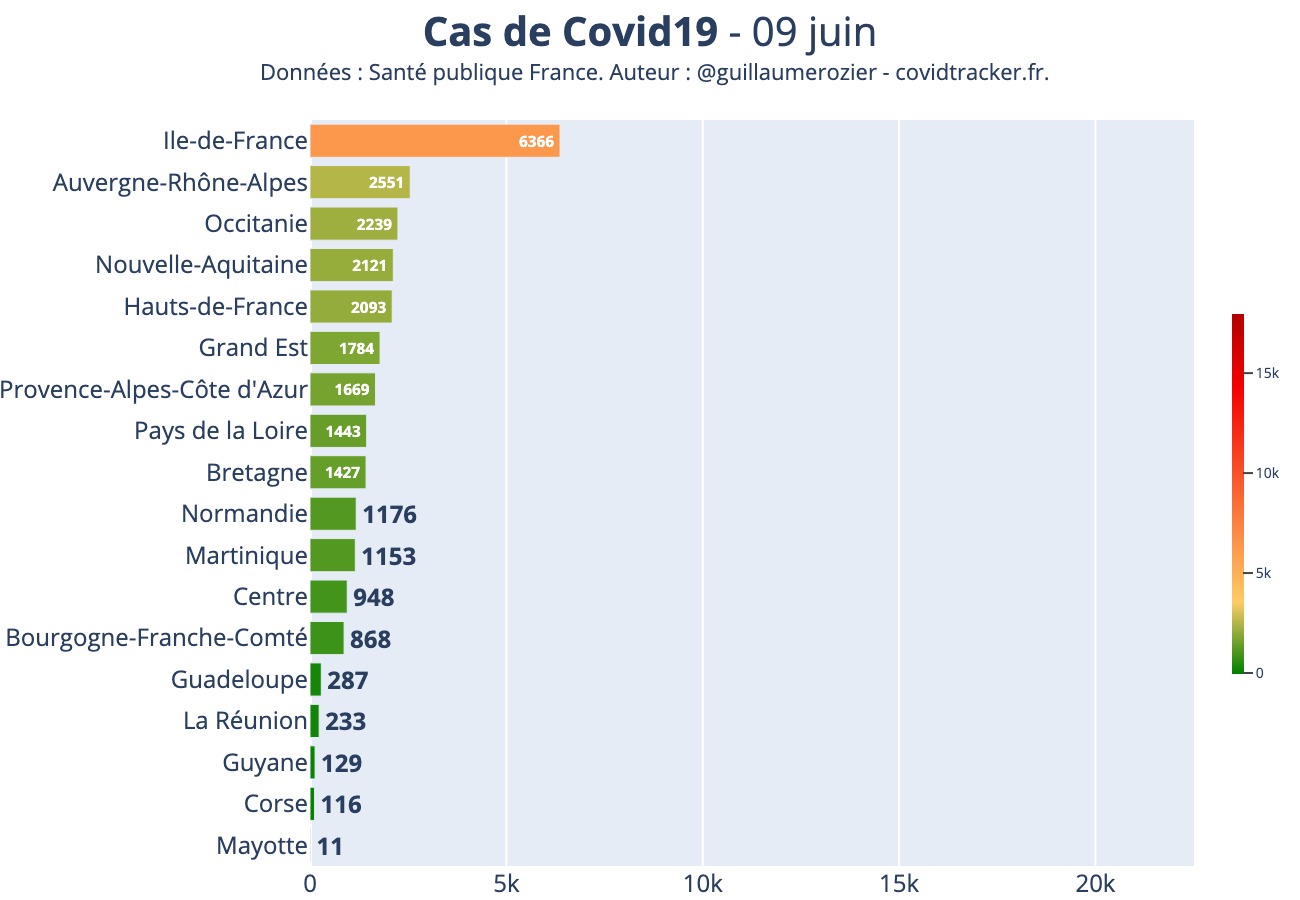 Cas de Covid19 - 09 juin
Données : Santé publique France. Auteur : @guillaumerozier - covidtracker.fr.
Ile-de-France 6366
Auvergne-Rhône-Alpes 2551
Occitanie 2239
Nouvelle-Aquitaine 2121
Hauts-de-France 2093
Grand Est 1784
Provence-Alpes-Côte d'Azur 1669
Pays de la Loire 1443
Bretagne 1427
Normandie 1176
Martinique 1153
Centre 948
Bourgogne-Franche-Comté 868
Guadeloupe 287
La Réunion 233
Guyane 129
Corse 116
Mayotte 11
0 5k 10k 15k 20k
15k
10k
5k
0